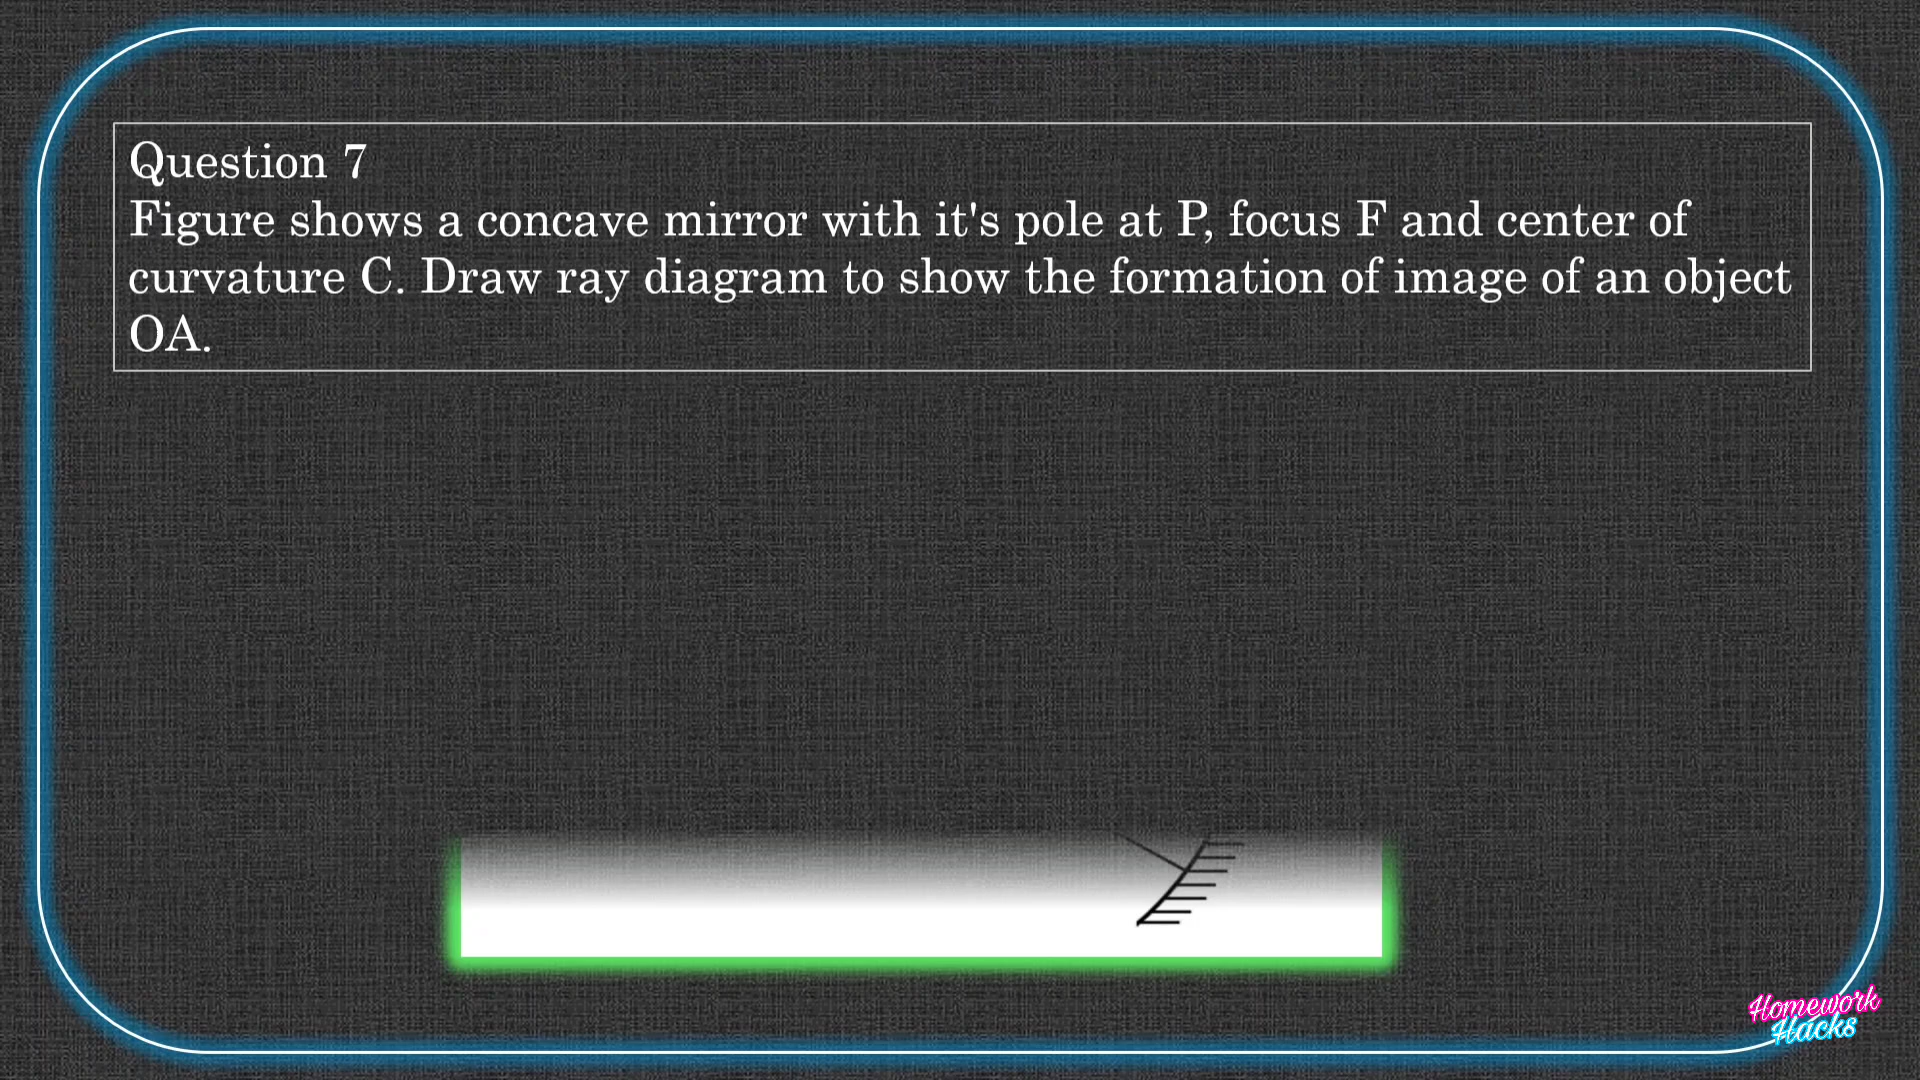 Question 7
Figure shows a concave mirror with it's pole at P, focus F and center of
curvature C. Draw ray diagram to show the formation of image of an object
OA.
Homework
Hacks